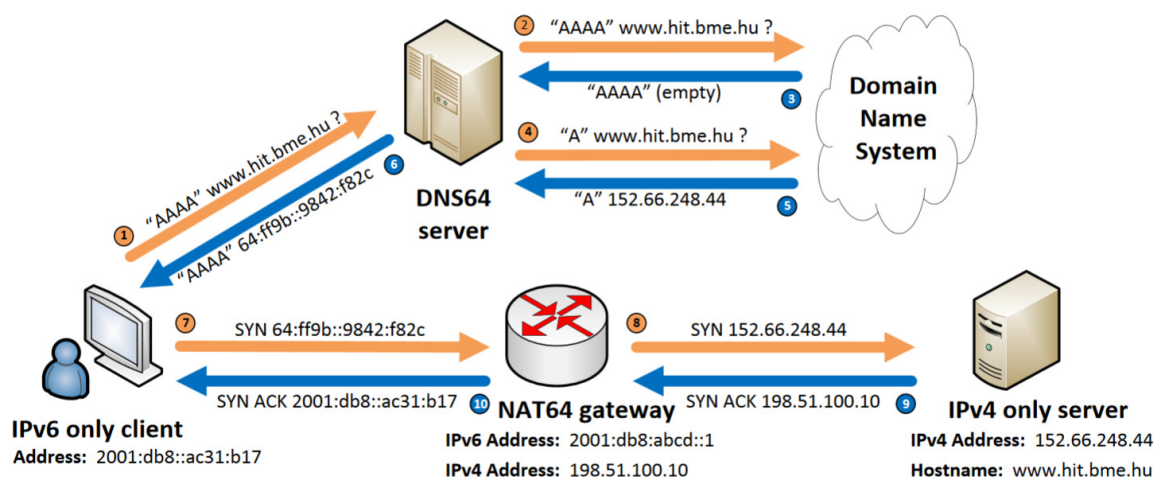 2 "AAAA" www.hit.bme.hu ?
"AAAA" (empty) 3
4 "A" www.hit.bme.hu ?
"A" 152.66.248.44 5
Domain
Name
System
DNS64
server
1 "AAAA" www.hit.bme.hu ?
6
"AAAA" 64:ff9b::9842:f82c
7 SYN 64:ff9b::9842:f82c
SYN ACK 2001:db8::ac31:b17 10
8 SYN 152.66.248.44
SYN ACK 198.51.100.10 9
IPv6 only client
Address: 2001:db8::ac31:b17
NAT64 gateway
IPv6 Address: 2001:db8:abcd::1
IPv4 Address: 198.51.100.10
IPv4 only server
IPv4 Address: 152.66.248.44
Hostname: www.hit.bme.hu